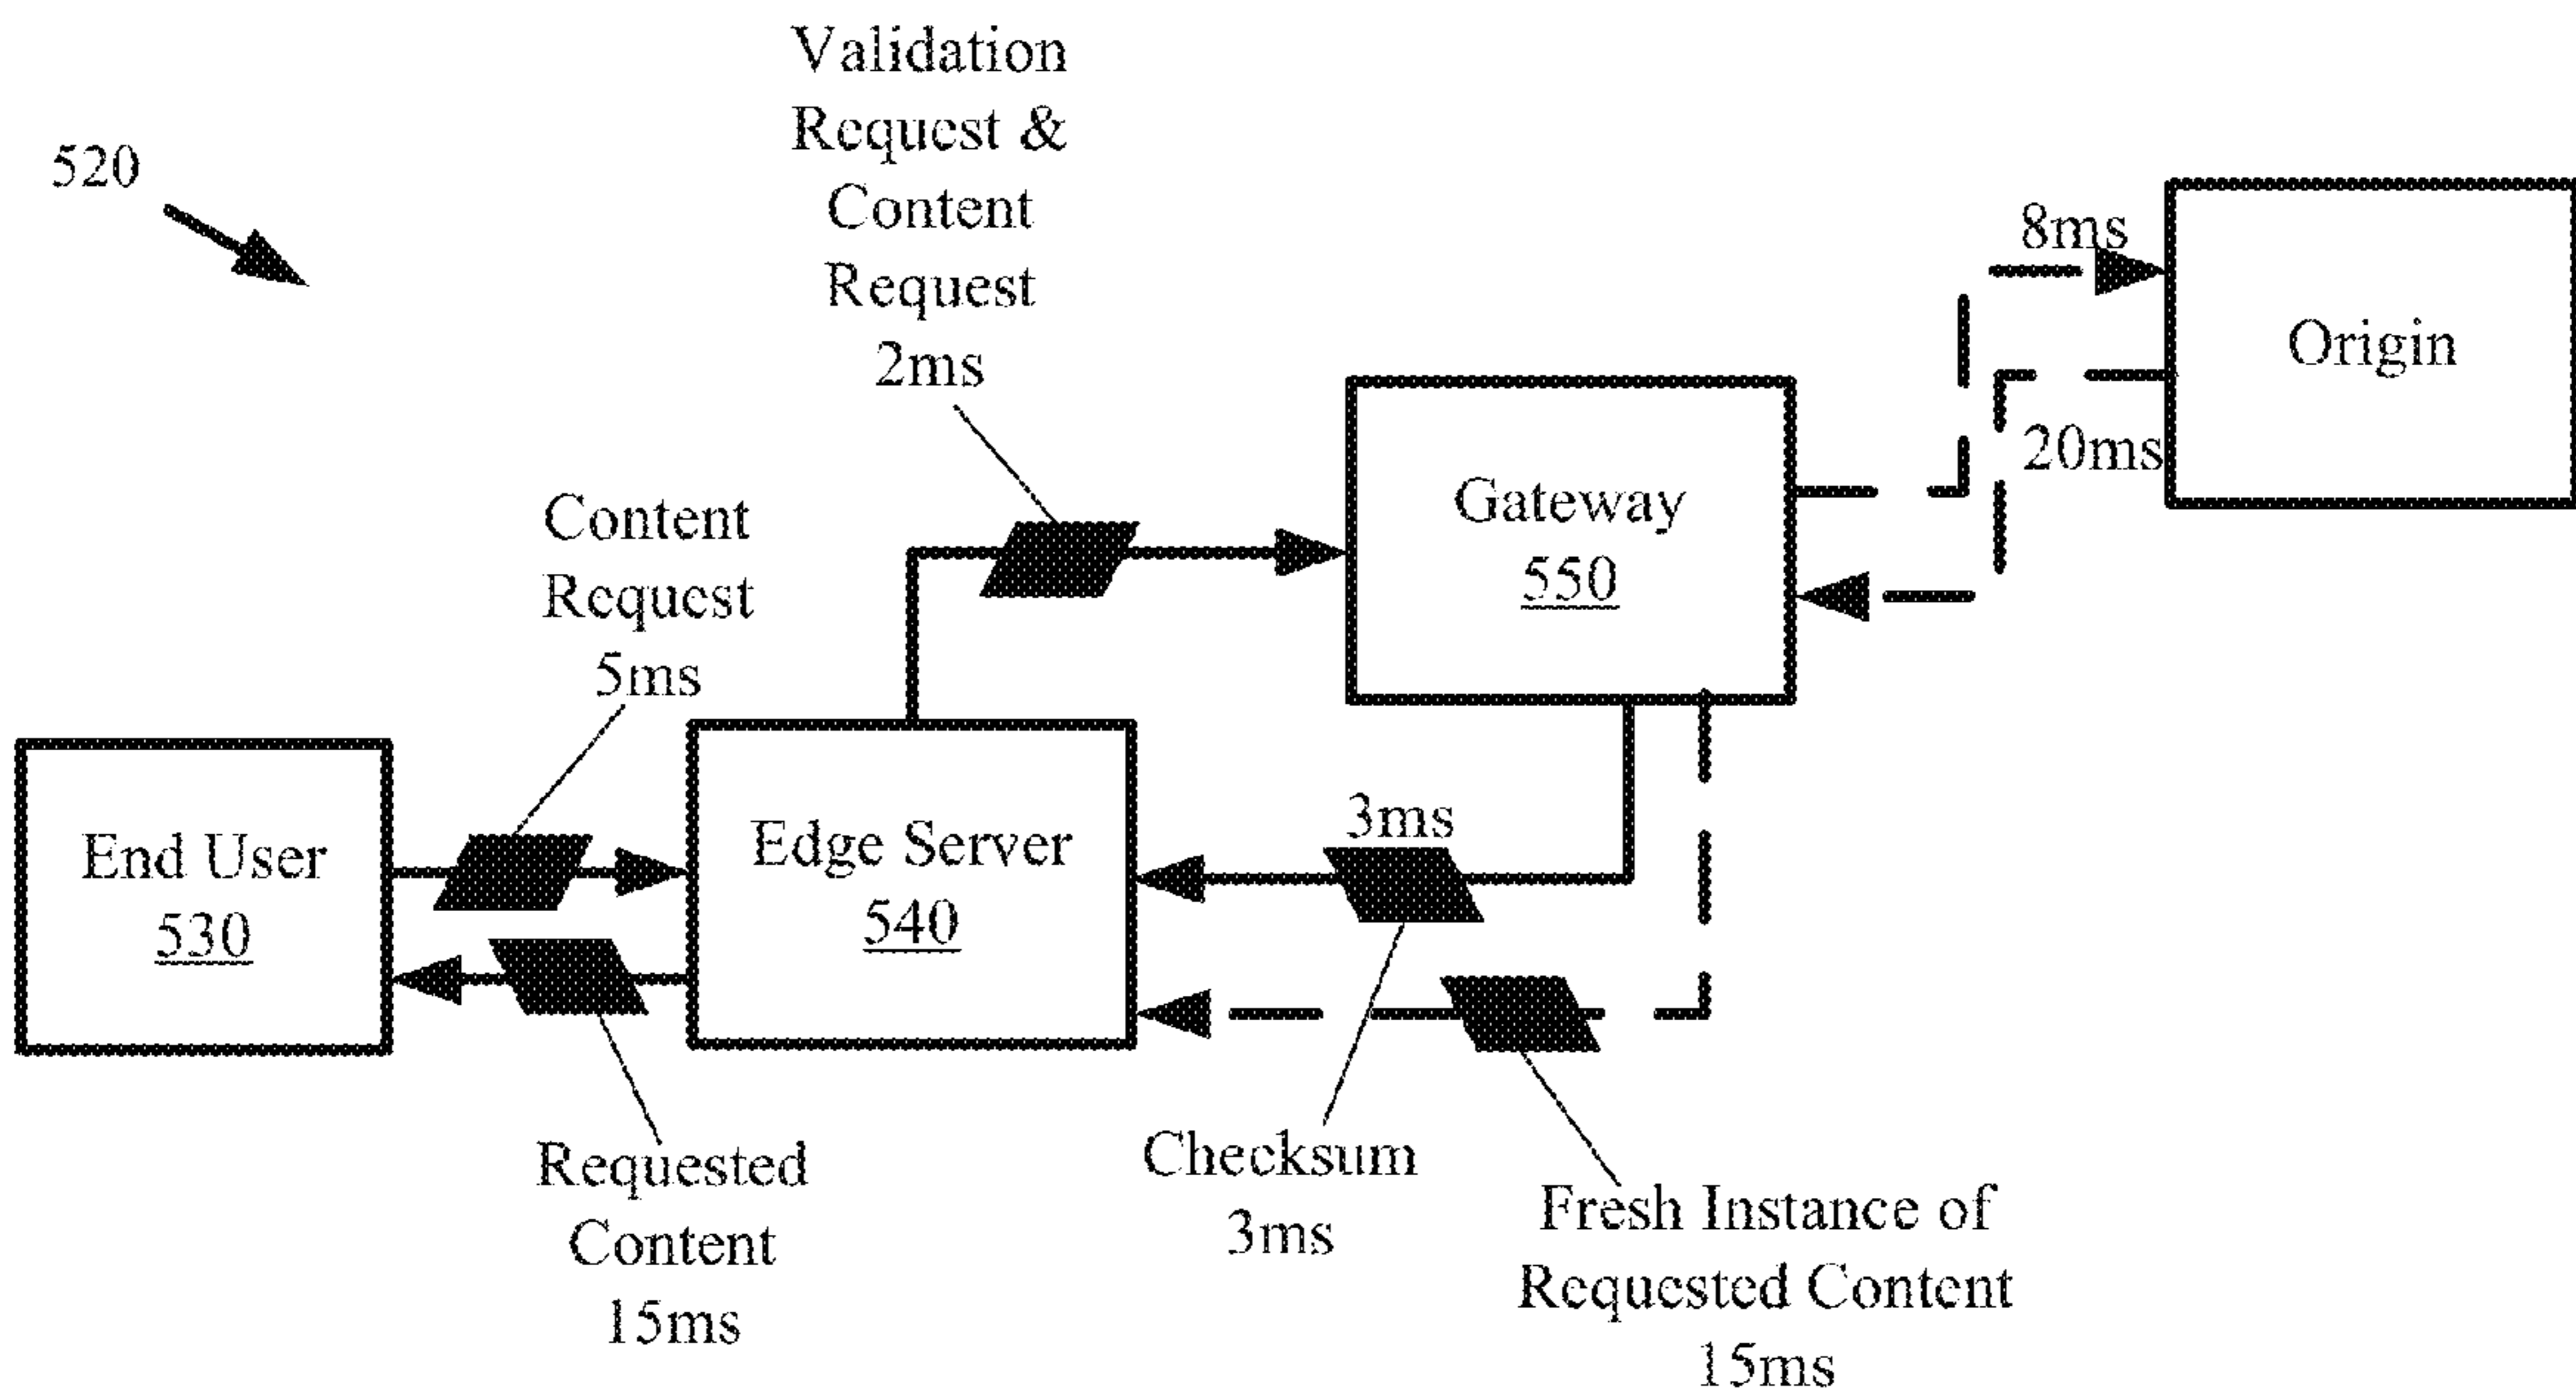 Validation
Request &
Content
Request
2ms
520
8ms
Origin
20ms
Content
Request
5ms
Gateway
550
End User
530
Edge Server
540
3ms
Requested
Content
15ms
Checksum
3ms
Fresh Instance of
Requested Content
15ms